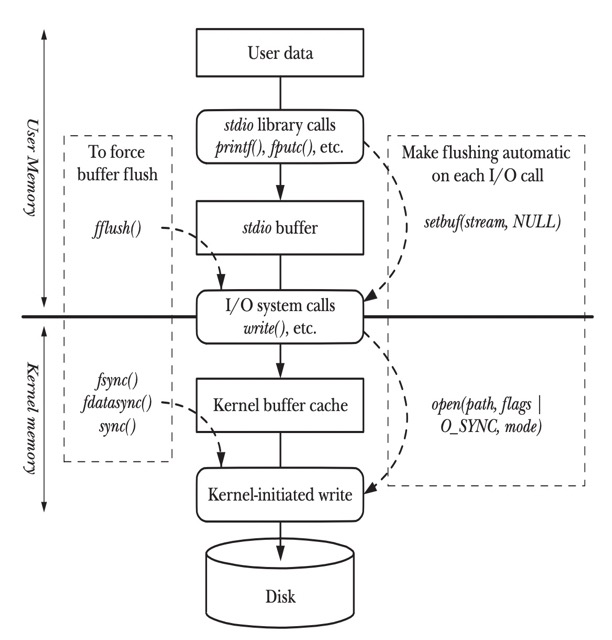 User data
User Memory
stdio library calls
printf(), fputc(), etc.
To force
buffer flush
Make flushing automatic
on each I/O call
fflush()
stdio buffer
setbuf(stream, NULL)
I/O system calls
write(), etc.
Kernel memory
fsync()
fdatasync()
sync()
Kernel buffer cache
open(path, flags |
O_SYNC, mode)
Kernel-initiated write
Disk